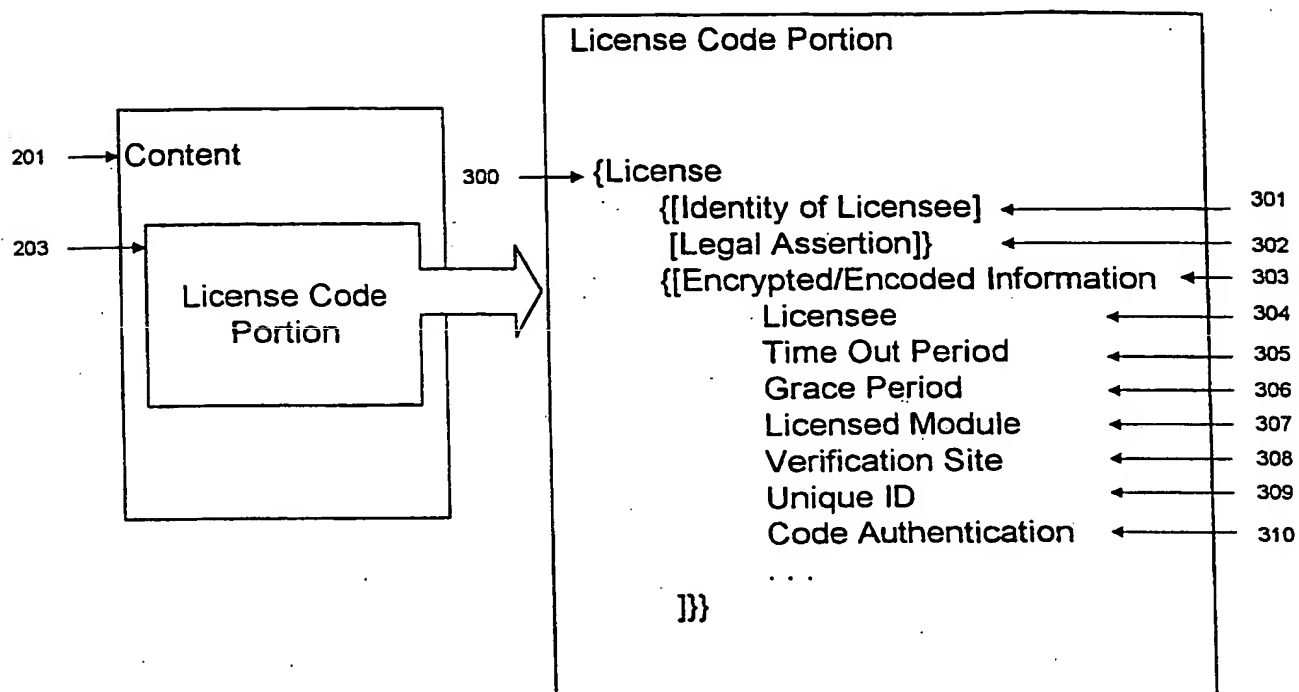 License Code Portion
201
Content
300
{License
{[Identity of Licensee]
301
203
[Legal Assertion]}
302
{[Encrypted/Encoded Information
303
License Code
Portion
Licensee
304
Time Out Period
305
Grace Period
306
Licensed Module
307
Verification Site
308
Unique ID
309
Code Authentication
310
. . .
]}}